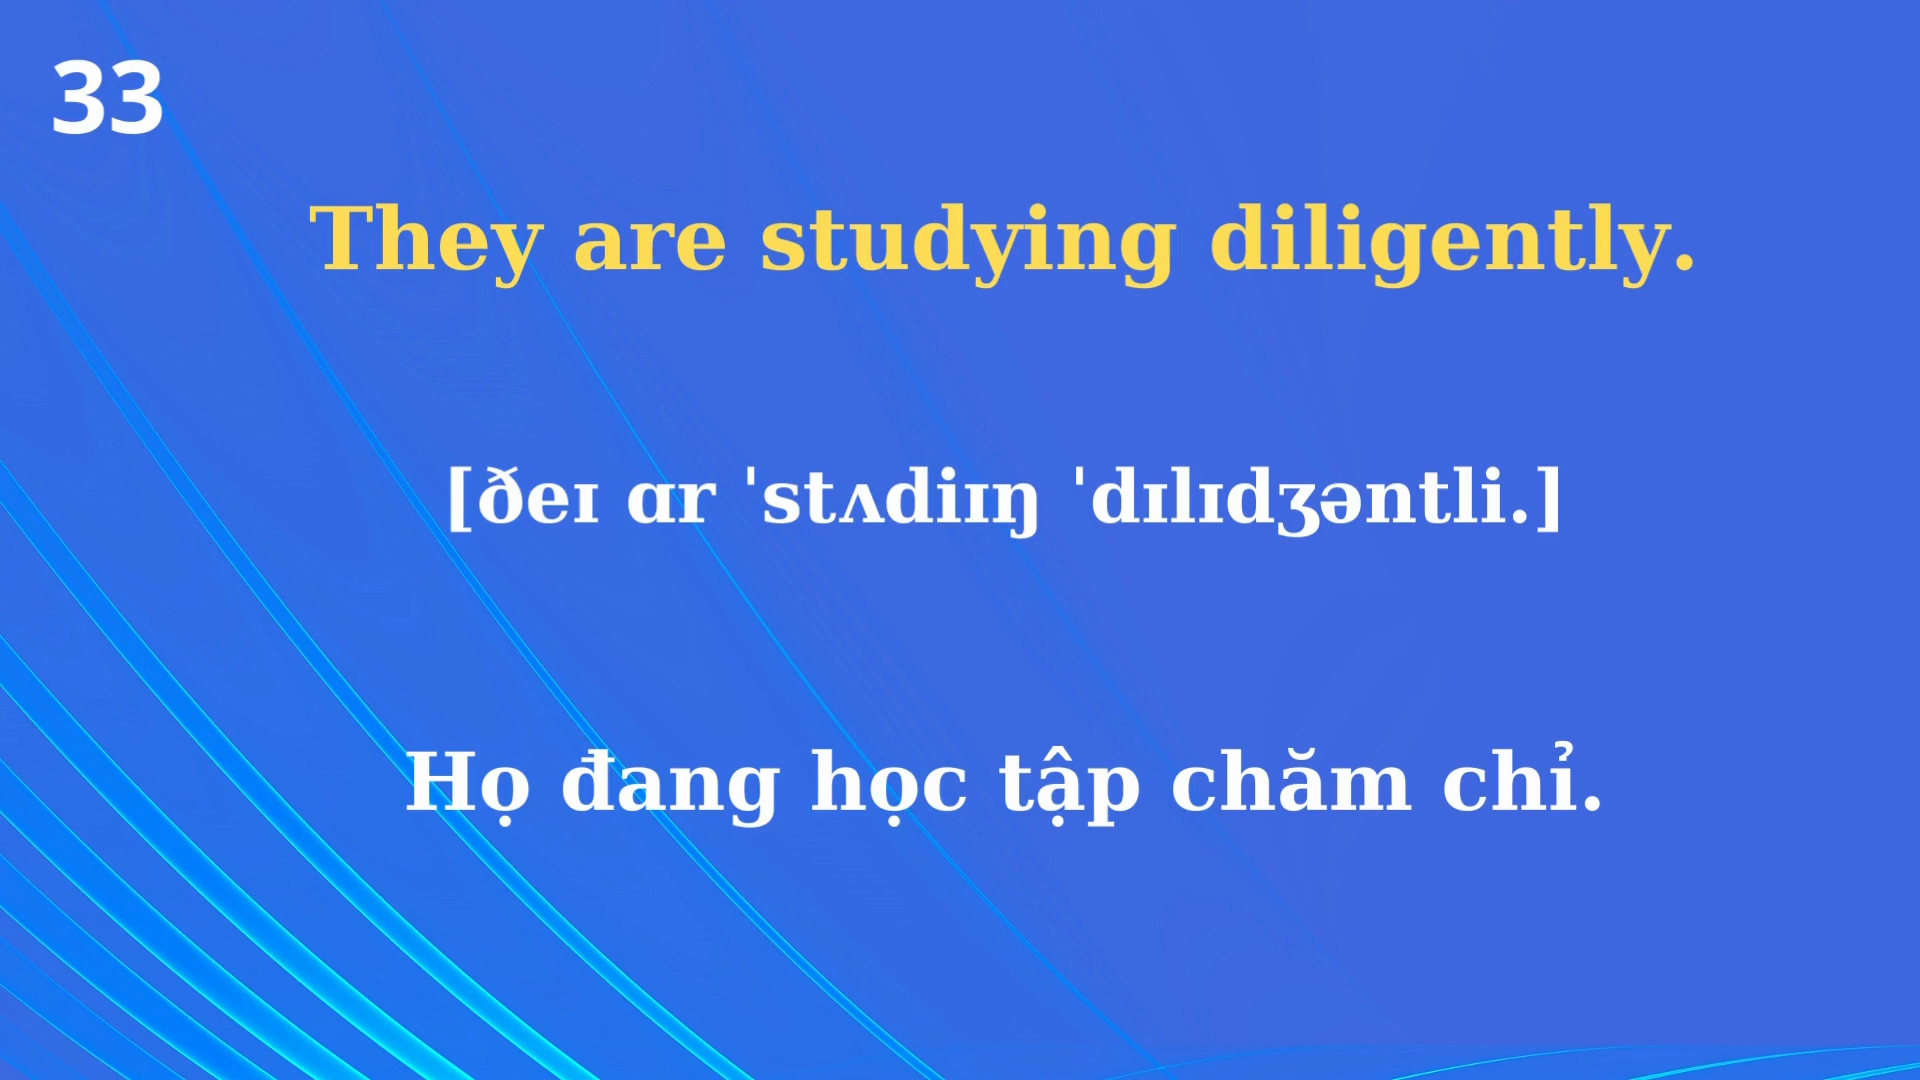 33
They are studying diligently.
[ðeɪ ɑr ˈstʌdiɪŋ ˈdɪlɪdʒəntli.]
Họ đang học tập chăm chỉ.